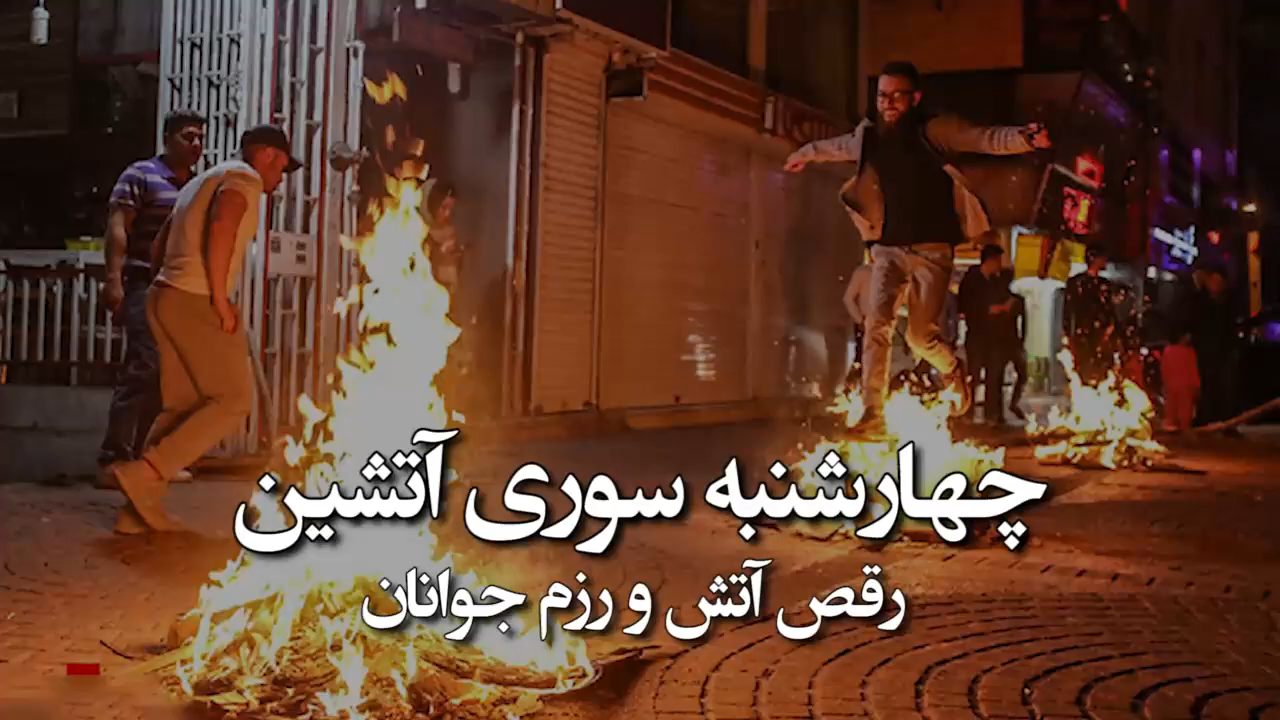 چهارشنبه سوری آتشین
رقص آتش و رزم جوانان